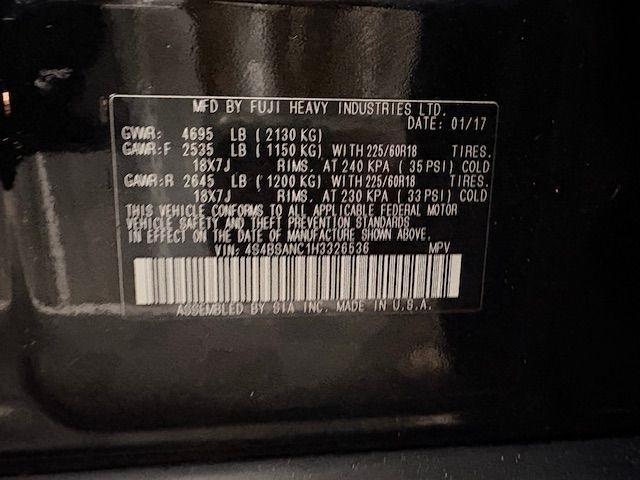 MFD BY FUJI HEAVY INDUSTRIES LTD.
DATE: 01/17
GVWR: 4695 LB (2130 KG)
GAWR:F 2535 LB (1150 KG) WITH 225/60R18 TIRES.
18X7J RIMS, AT 240 KPA (35 PSI) COLD
GAWR:R 2645 LB (1200 KG) WITH 225/60R18 TIRES.
18X7J RIMS, AT 230 KPA (33 PSI) COLD
THIS VEHICLE CONFORMS TO ALL APPLICABLE FEDERAL MOTOR
VEHICLE SAFETY AND THEFT PREVENTION STANDARDS
IN EFFECT ON THE DATE OF MANUFACTURE SHOWN ABOVE.
VIN: 4S4BSANC1H3326536 MPV
ASSEMBLED BY SIA INC. MADE IN U.S.A.